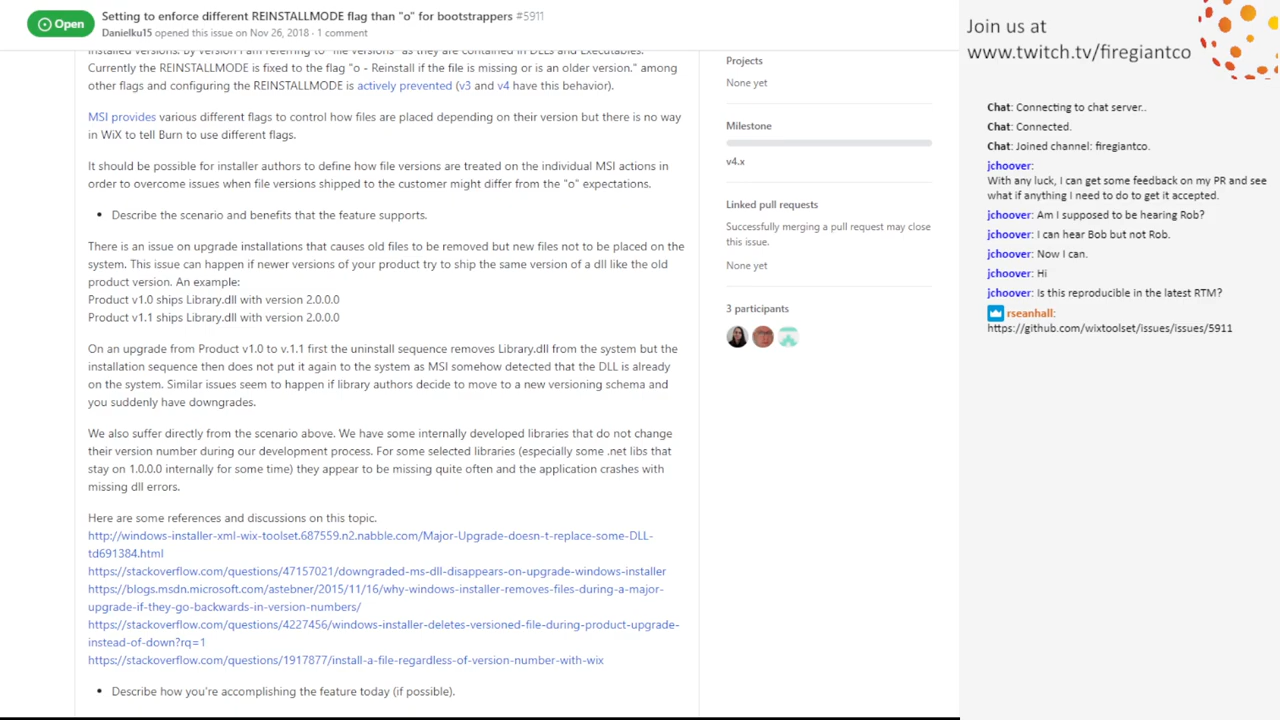 Open
Setting to enforce different REINSTALLMODE flag than "o" for bootstrappers #5911
Danielku15 opened this issue on Nov 26, 2018 · 1 comment
installed versions. By version I am referring to "file versions" as they are contained in DLLs and Executables.
Currently the REINSTALLMODE is fixed to the flag "o - Reinstall if the file is missing or is an older version." among
other flags and configuring the REINSTALLMODE is actively prevented (v3 and v4 have this behavior).
MSI provides various different flags to control how files are placed depending on their version but there is no way
in WiX to tell Burn to use different flags.
It should be possible for installer authors to define how file versions are treated on the individual MSI actions in
order to overcome issues when file versions shipped to the customer might differ from the "o" expectations.
• Describe the scenario and benefits that the feature supports.
There is an issue on upgrade installations that causes old files to be removed but new files not to be placed on the
system. This issue can happen if newer versions of your product try to ship the same version of a dll like the old
product version. An example:
Product v1.0 ships Library.dll with version 2.0.0.0
Product v1.1 ships Library.dll with version 2.0.0.0
On an upgrade from Product v1.0 to v.1.1 first the uninstall sequence removes Library.dll from the system but the
installation sequence then does not put it again to the system as MSI somehow detected that the DLL is already
on the system. Similar issues seem to happen if library authors decide to move to a new versioning schema and
you suddenly have downgrades.
We also suffer directly from the scenario above. We have some internally developed libraries that do not change
their version number during our development process. For some selected libraries (especially some .net libs that
stay on 1.0.0.0 internally for some time) they appear to be missing quite often and the application crashes with
missing dll errors.
Here are some references and discussions on this topic.
http://windows-installer-xml-wix-toolset.687559.n2.nabble.com/Major-Upgrade-doesn-t-replace-some-DLL-
td691384.html
https://stackoverflow.com/questions/47157021/downgraded-ms-dll-disappears-on-upgrade-windows-installer
https://blogs.msdn.microsoft.com/astebner/2015/11/16/why-windows-installer-removes-files-during-a-major-
upgrade-if-they-go-backwards-in-version-numbers/
https://stackoverflow.com/questions/4227456/windows-installer-deletes-versioned-file-during-product-upgrade-
instead-of-down?rq=1
https://stackoverflow.com/questions/1917877/install-a-file-regardless-of-version-number-with-wix
• Describe how you're accomplishing the feature today (if possible).
Projects
None yet
Milestone
v4.x
Linked pull requests
Successfully merging a pull request may close
this issue.
None yet
3 participants
Join us at
www.twitch.tv/firegiantco
Chat: Connecting to chat server..
Chat: Connected.
Chat: Joined channel: firegiantco.
jchoover:
With any luck, I can get some feedback on my PR and see
what if anything I need to do to get it accepted.
jchoover: Am I supposed to be hearing Rob?
jchoover: I can hear Bob but not Rob.
jchoover: Now I can.
jchoover: Hi
jchoover: Is this reproducible in the latest RTM?
rseanhall:
https://github.com/wixtoolset/issues/issues/5911